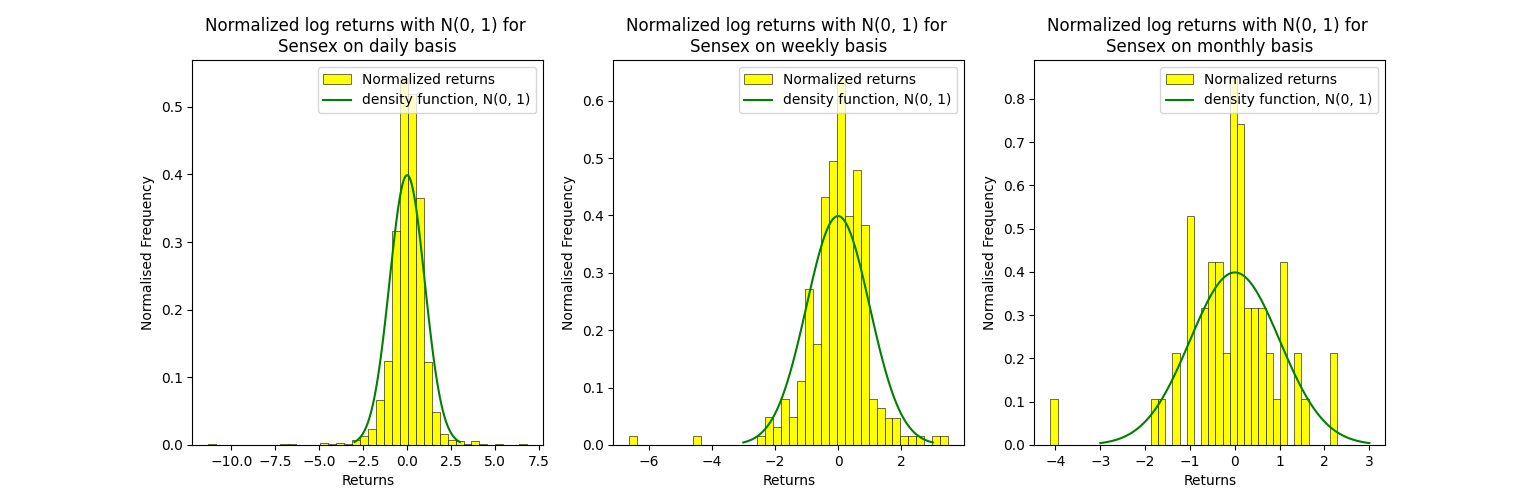 Normalized log returns with N(0, 1) for
Sensex on daily basis
Normalized returns
density function, N(0, 1)
Normalised Frequency
0.5
0.4
0.3
0.2
0.1
0.0
−10.0 −7.5 −5.0 −2.5 0.0 2.5 5.0 7.5
Returns
Normalized log returns with N(0, 1) for
Sensex on weekly basis
Normalized returns
density function, N(0, 1)
Normalised Frequency
0.6
0.5
0.4
0.3
0.2
0.1
0.0
−6 −4 −2 0 2
Returns
Normalized log returns with N(0, 1) for
Sensex on monthly basis
Normalized returns
density function, N(0, 1)
Normalised Frequency
0.8
0.7
0.6
0.5
0.4
0.3
0.2
0.1
0.0
−4 −3 −2 −1 0 1 2 3
Returns